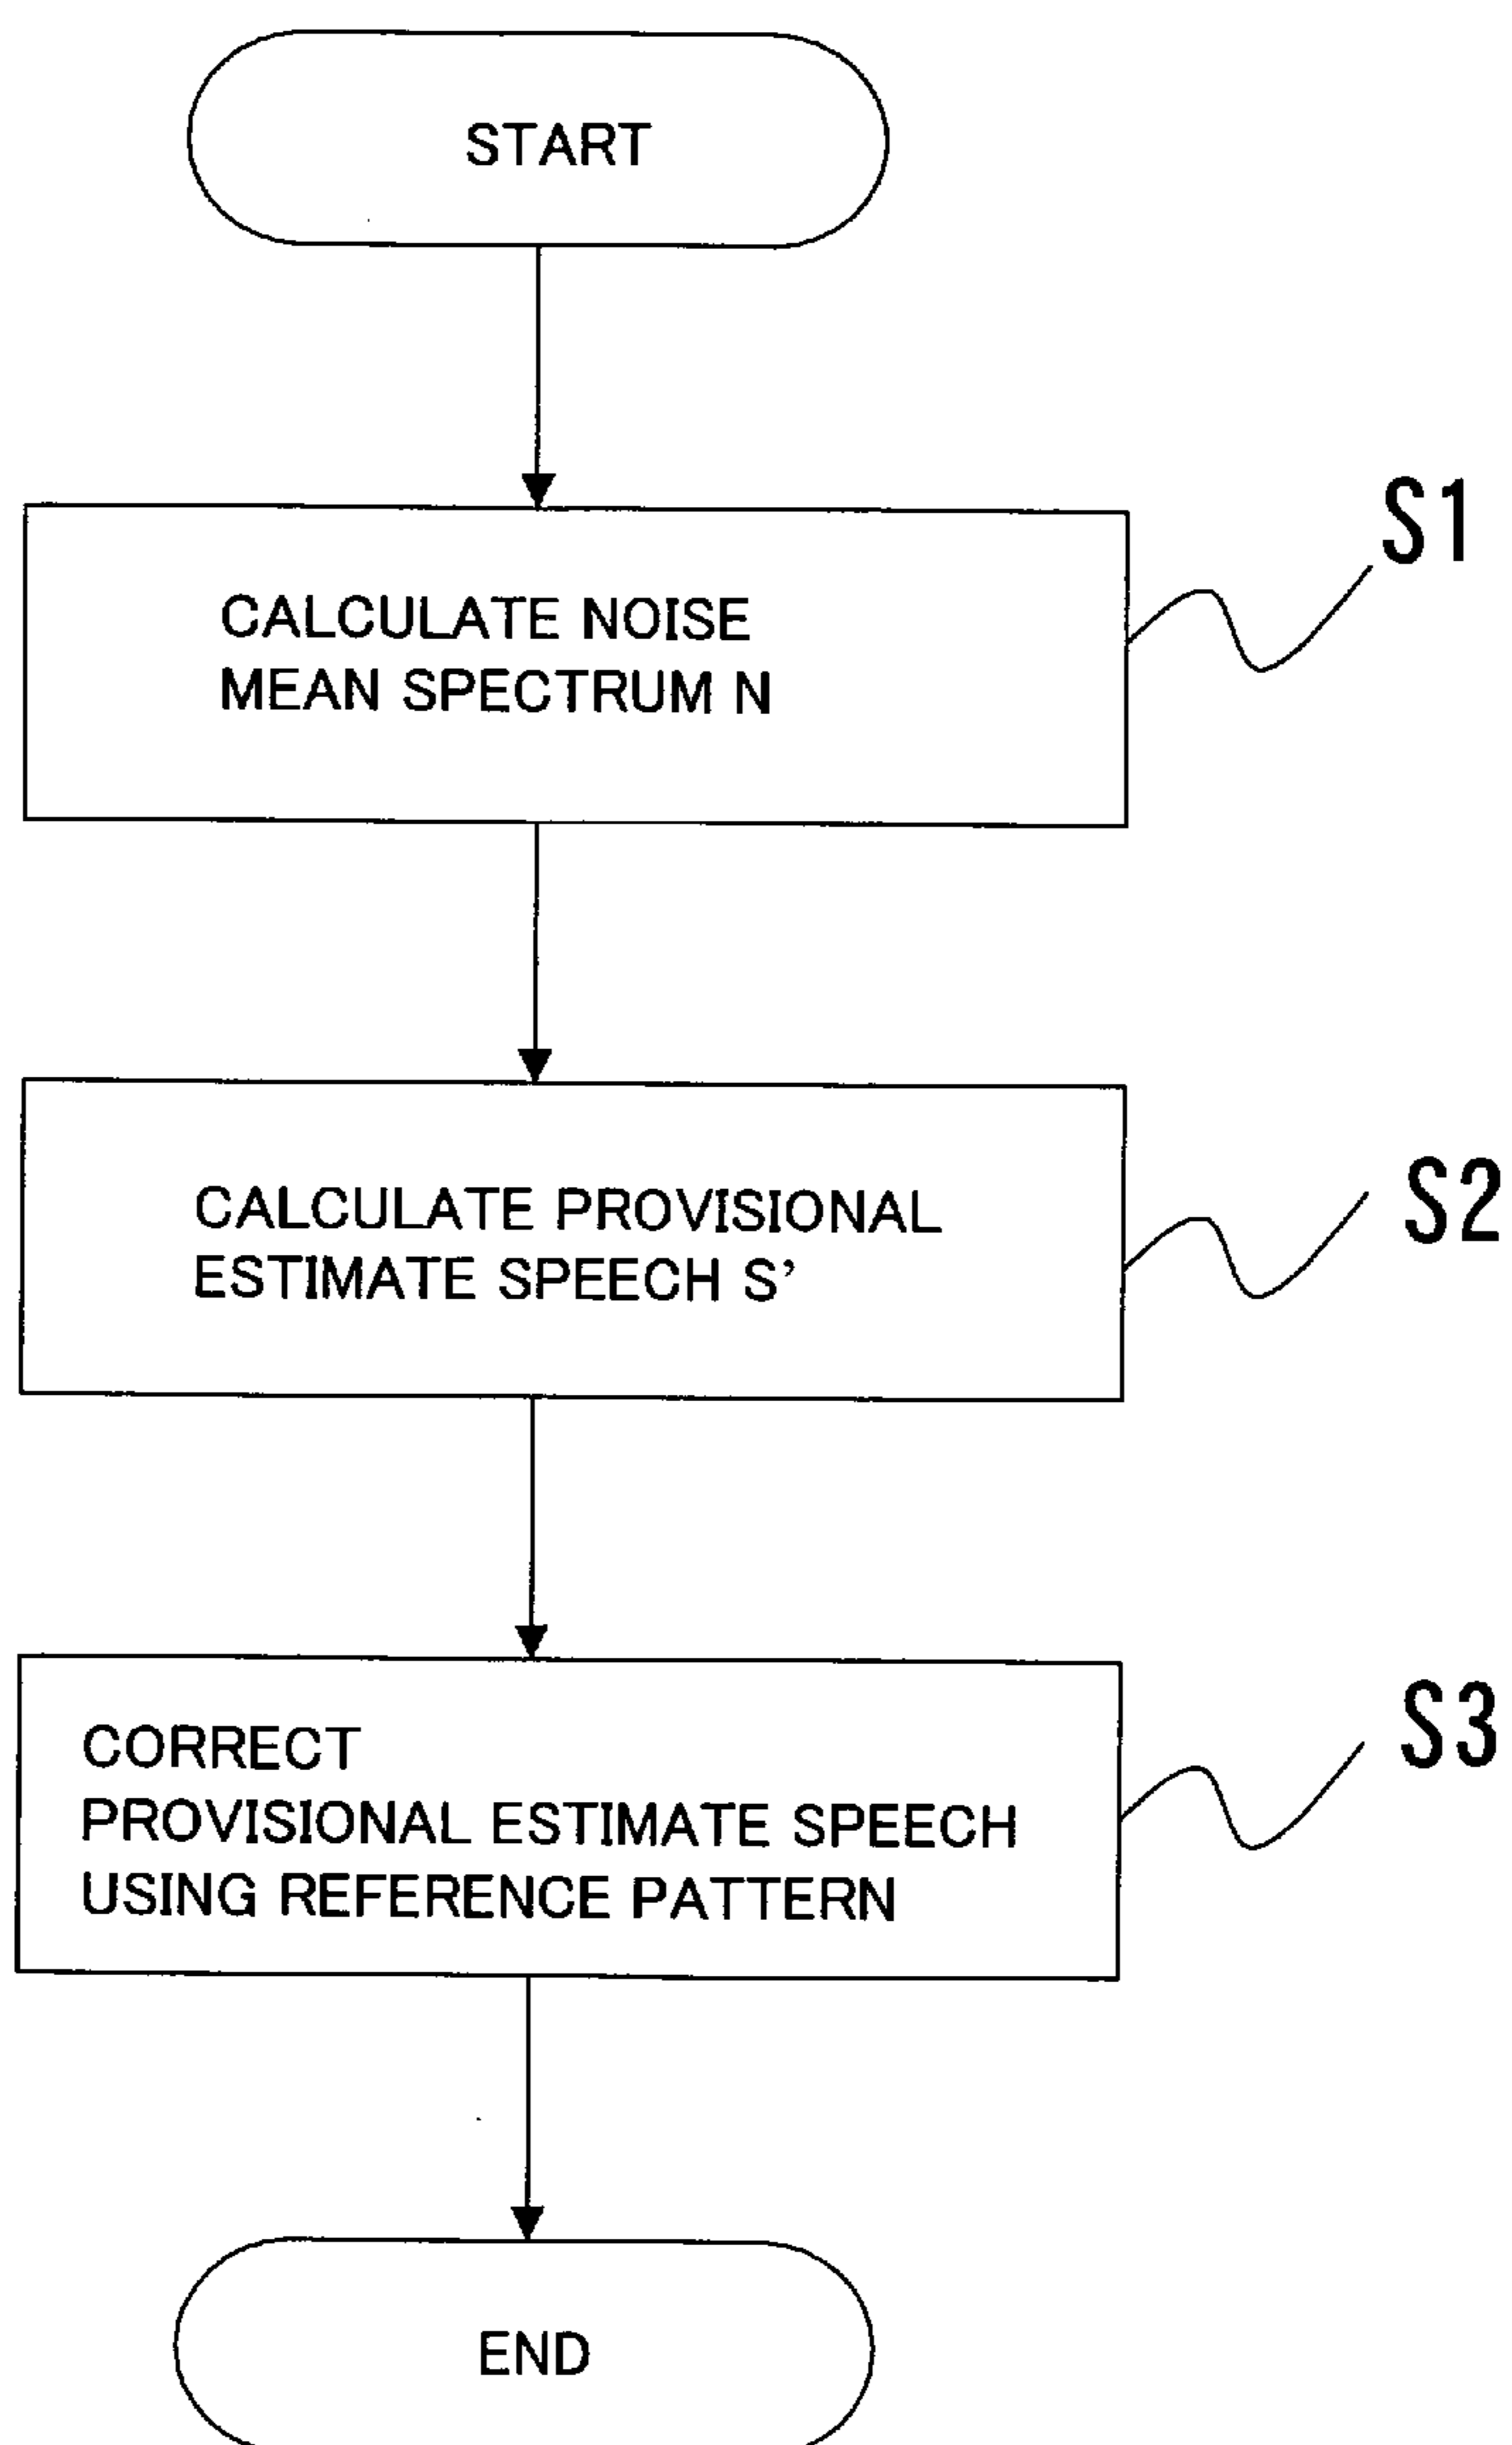 START
S1
CALCULATE NOISE
MEAN SPECTRUM N
S2
CALCULATE PROVISIONAL
ESTIMATE SPEECH S'
S3
CORRECT
PROVISIONAL ESTIMATE SPEECH
USING REFERENCE PATTERN
END